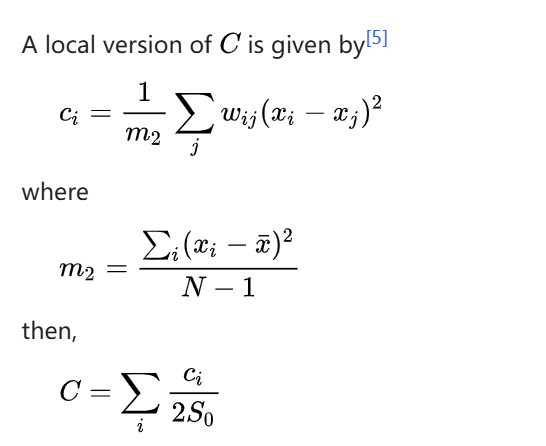 A local version of C is given by[5]
c_i = \frac{1}{m_2} \sum_j w_{ij}(x_i - x_j)^2
where
m_2 = \frac{\sum_i (x_i - \bar{x})^2}{N - 1}
then,
C = \sum_i \frac{c_i}{2S_0}